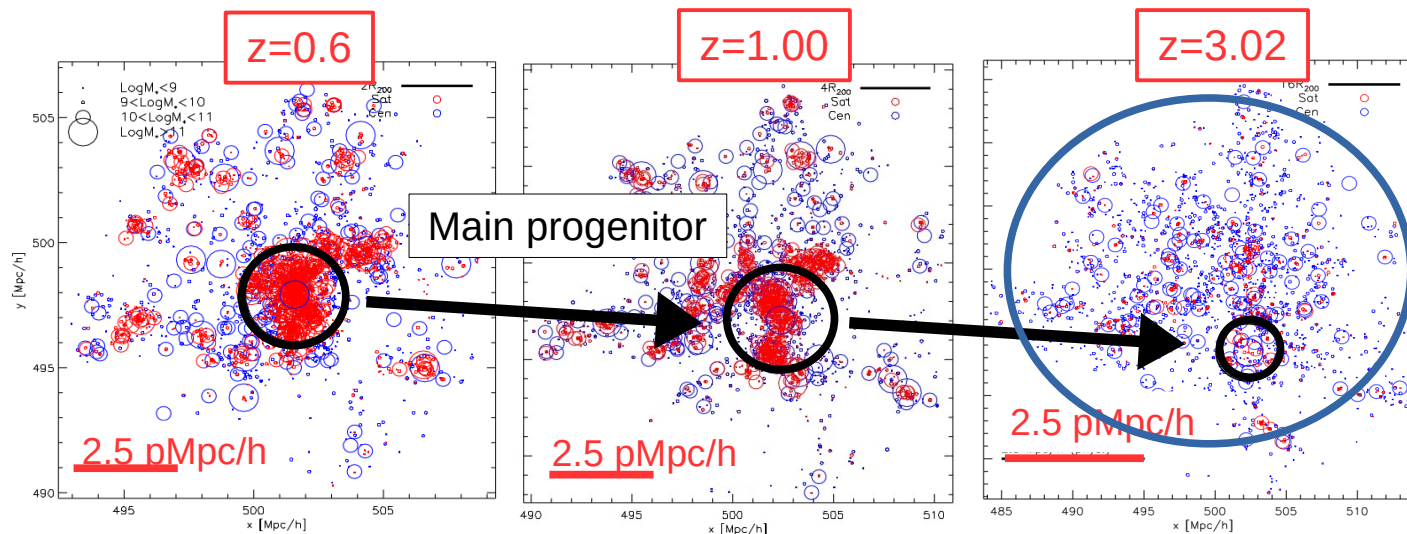 z=0.6
z=1.00
z=3.02
LogM*<9
9<LogM*<10
10<LogM*<11
LogM*>11
2R200
Sat
Cen
4R200
Sat
Cen
16R200
Sat
Cen
Main progenitor
2.5 pMpc/h
2.5 pMpc/h
2.5 pMpc/h
y [Mpc/h]
505
500
495
490
495
500
505
x [Mpc/h]
495
500
505
510
x [Mpc/h]
485
490
495
500
505
510
x [Mpc/h]